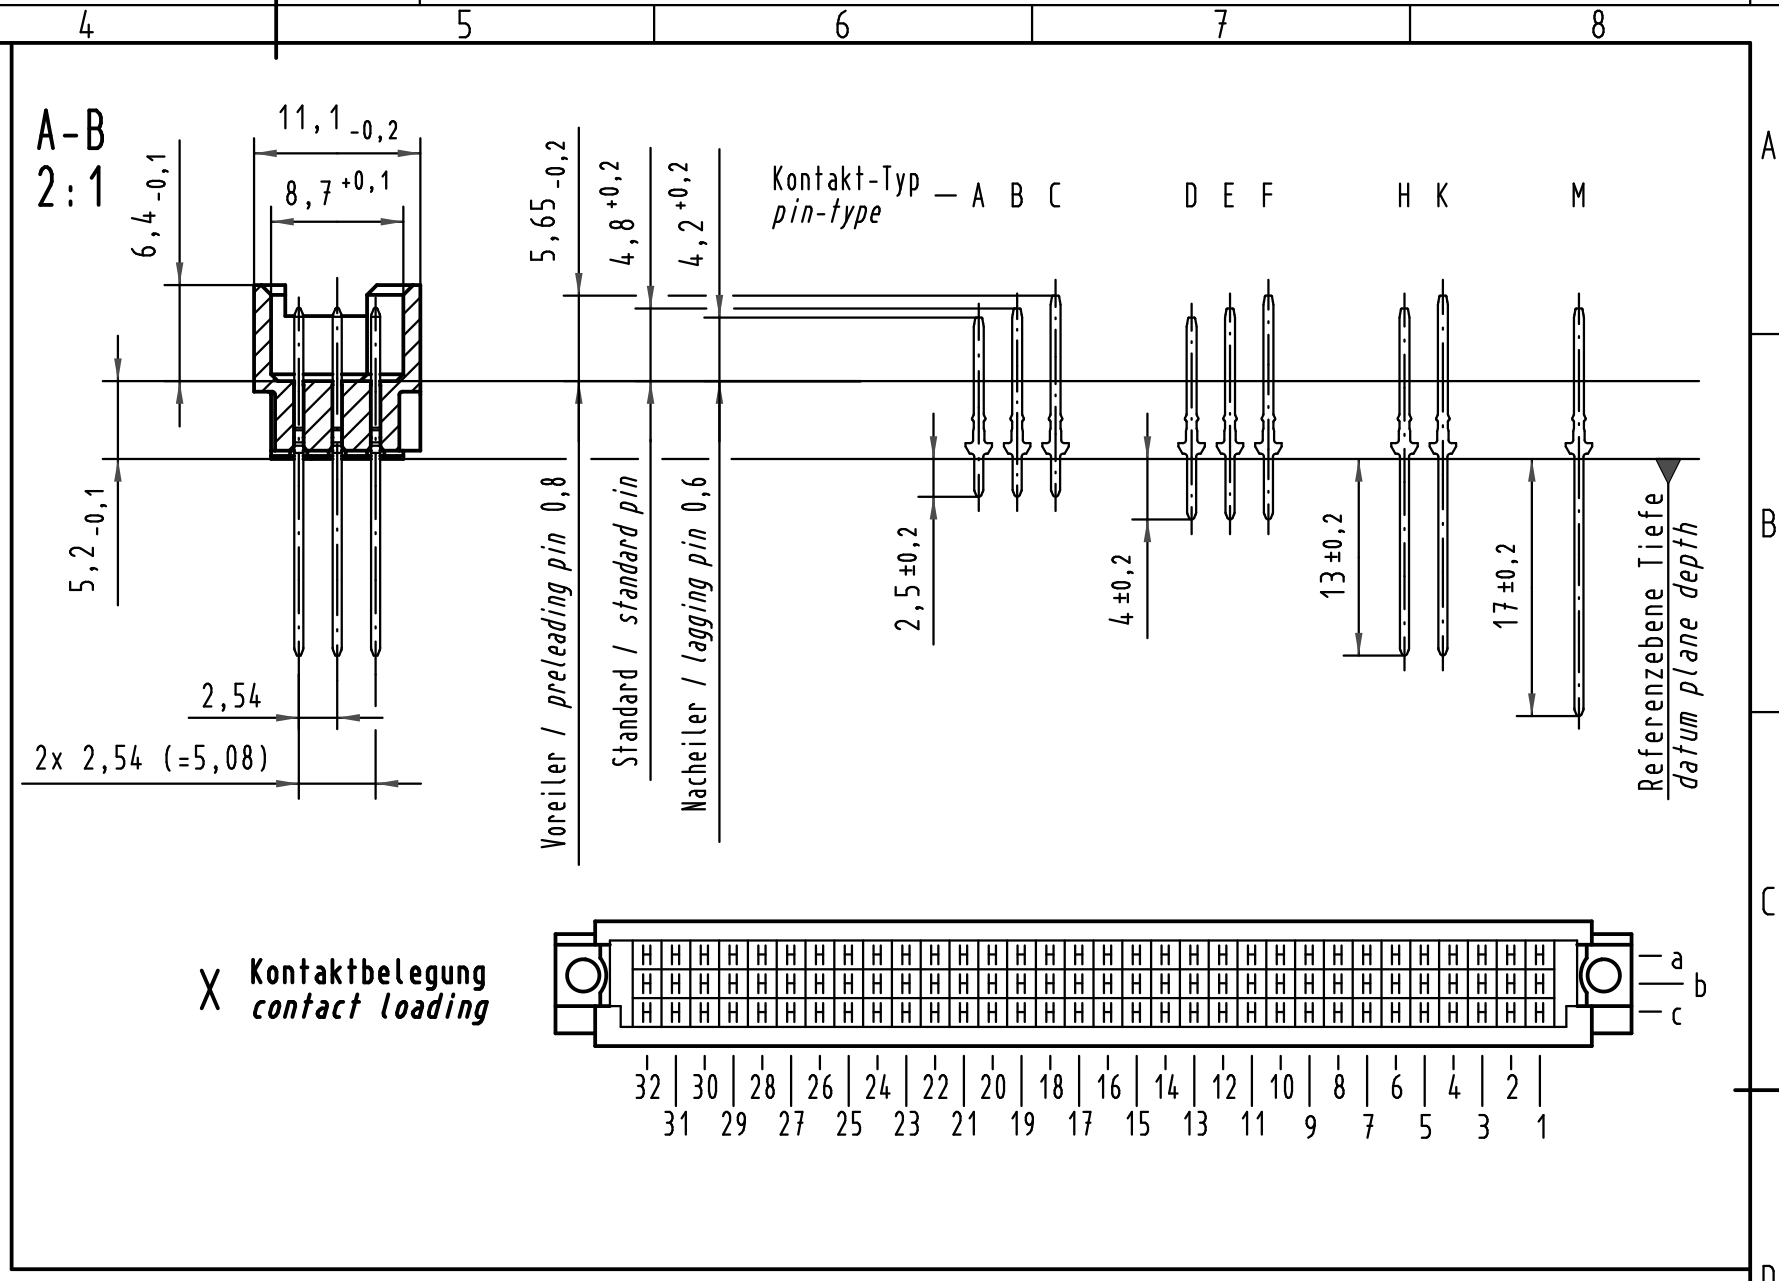 4 5 6 7 8
A
B
C
D
A-B
2:1
11,1 -0,2
8,7 +0,1
6,4 -0,1
5,2 -0,1
2,54
2x 2,54 (=5,08)
5,65 -0,2
4,8 +0,2
4,2 +0,2
Voreiler / preleading pin 0,8
Standard / standard pin
Nacheiler / lagging pin 0,6
Kontakt-Typ — A B C D E F H K M
pin-type
2,5 ±0,2
4 ±0,2
13 ±0,2
17 ±0,2
Referenzebene Tiefe
datum plane depth
X Kontaktbelegung
contact loading
H H H H H H H H H H H H H H H H H H H H H H H H H H H H H H H H a
H H H H H H H H H H H H H H H H H H H H H H H H H H H H H H H H b
H H H H H H H H H H H H H H H H H H H H H H H H H H H H H H H H c
32 30 28 26 24 22 20 18 16 14 12 10 8 6 4 2
31 29 27 25 23 21 19 17 15 13 11 9 7 5 3 1